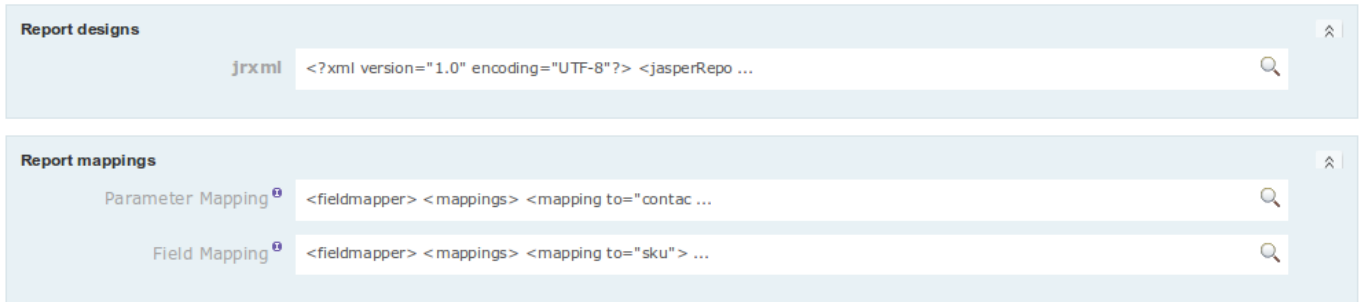 Report designs
jrxml <?xml version="1.0" encoding="UTF-8"?> <jasperRepo ...
Report mappings
Parameter Mapping <fieldmapper> <mappings> <mapping to="contac ...
Field Mapping <fieldmapper> <mappings> <mapping to="sku"> ...